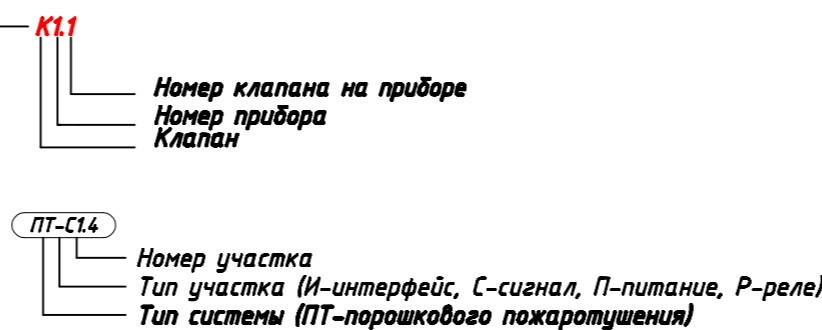 К1.1
Номер клапана на приборе
Номер прибора
Клапан
ПТ-С1.4
Номер участка
Тип участка (И-интерфейс, С-сигнал, П-питание, Р-реле)
Тип системы (ПТ-порошкового пожаротушения)